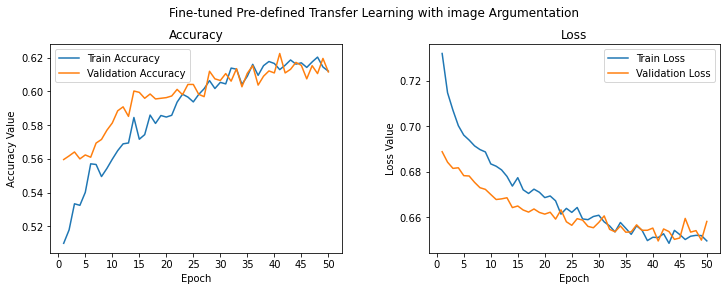 Fine-tuned Pre-defined Transfer Learning with image Argumentation
Accuracy
Train Accuracy
Validation Accuracy
Accuracy Value
0.62
0.60
0.58
0.56
0.54
0.52
0 5 10 15 20 25 30 35 40 45 50
Epoch
Loss
Train Loss
Validation Loss
Loss Value
0.72
0.70
0.68
0.66
0 5 10 15 20 25 30 35 40 45 50
Epoch